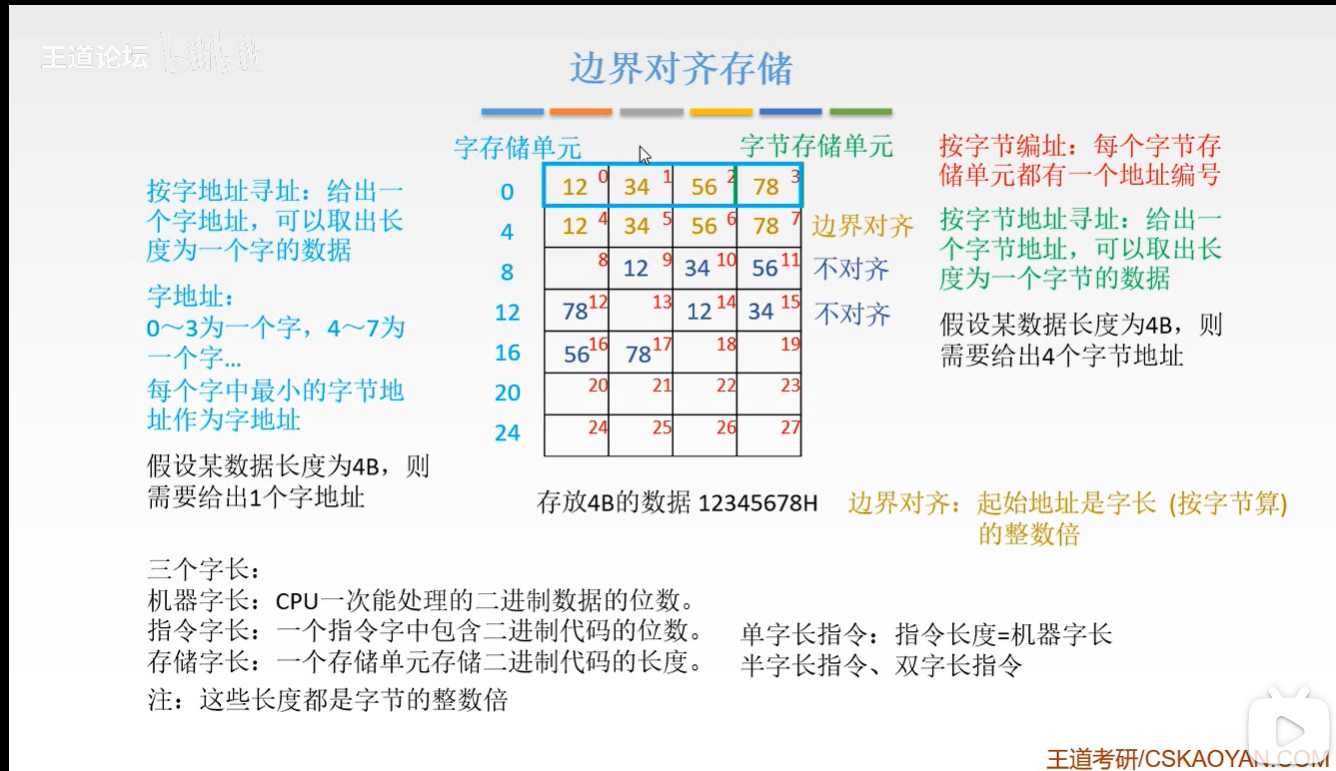 王道论坛 bilibili
边界对齐存储
字存储单元
字节存储单元
按字地址寻址：给出一
个字地址，可以取出长
度为一个字的数据
字地址：
0～3为一个字，4～7为
一个字...
每个字中最小的字节地
址作为字地址
假设某数据长度为4B，则
需要给出1个字地址
0 12 0 34 1 56 2 78 3
4 12 4 34 5 56 6 78 7 边界对齐
8 8 12 9 34 10 56 11 不对齐
12 78 12 13 12 14 34 15 不对齐
16 56 16 78 17 18 19
20 20 21 22 23
24 24 25 26 27
按字节编址：每个字节存
储单元都有一个地址编号
按字节地址寻址：给出一
个字节地址，可以取出长
度为一个字节的数据
假设某数据长度为4B，则
需要给出4个字节地址
存放4B的数据 12345678H
边界对齐：起始地址是字长 (按字节算)
的整数倍
三个字长：
机器字长：CPU一次能处理的二进制数据的位数。
指令字长：一个指令字中包含二进制代码的位数。
存储字长：一个存储单元存储二进制代码的长度。
注：这些长度都是字节的整数倍
单字长指令：指令长度=机器字长
半字长指令、双字长指令
王道考研/CSKAOYAN.COM